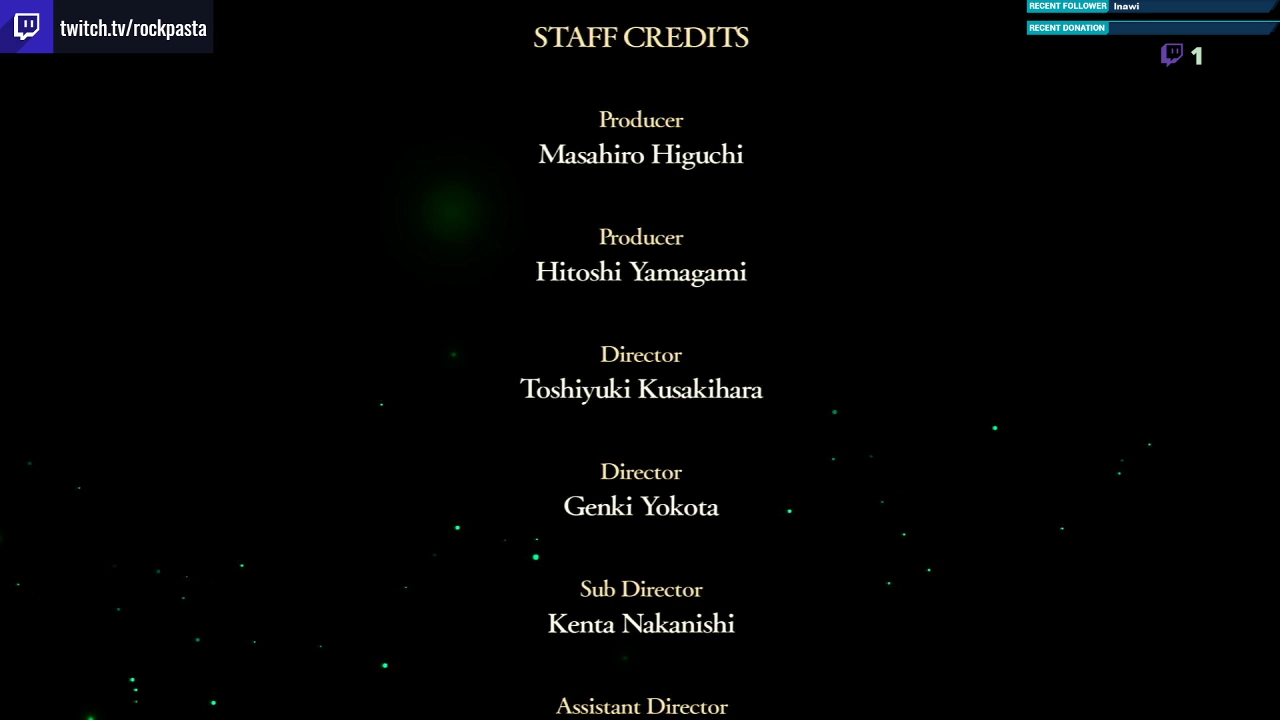 twitch.tv/rockpasta
RECENT FOLLOWER Inawi
RECENT DONATION
1
STAFF CREDITS
Producer
Masahiro Higuchi
Producer
Hitoshi Yamagami
Director
Toshiyuki Kusakihara
Director
Genki Yokota
Sub Director
Kenta Nakanishi
Assistant Director